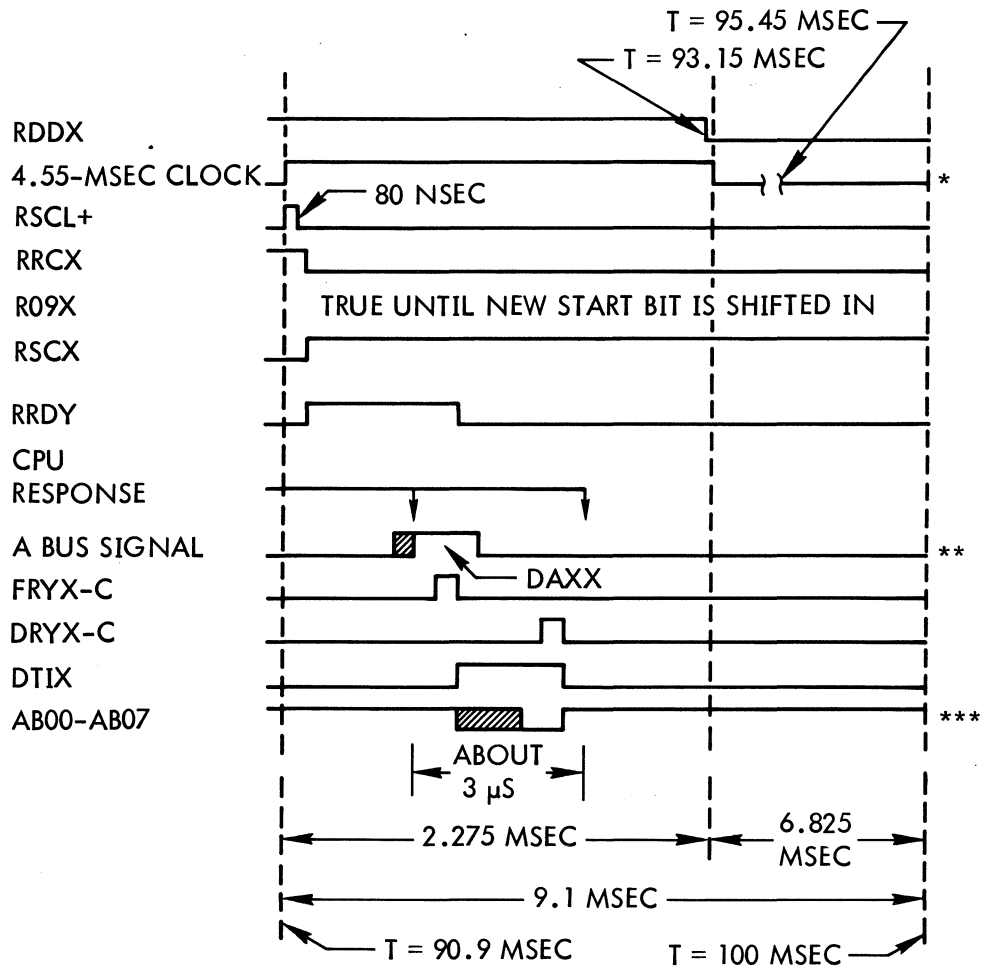 T = 95.45 MSEC
T = 93.15 MSEC
RDDX
4.55-MSEC CLOCK
*
80 NSEC
RSCL+
RRCX
R09X TRUE UNTIL NEW START BIT IS SHIFTED IN
RSCX
RRDY
CPU
RESPONSE
A BUS SIGNAL
**
DAXX
FRYX-C
DRYX-C
DTIX
AB00-AB07
***
ABOUT
3 µS
2.275 MSEC
6.825
MSEC
9.1 MSEC
T = 90.9 MSEC
T = 100 MSEC